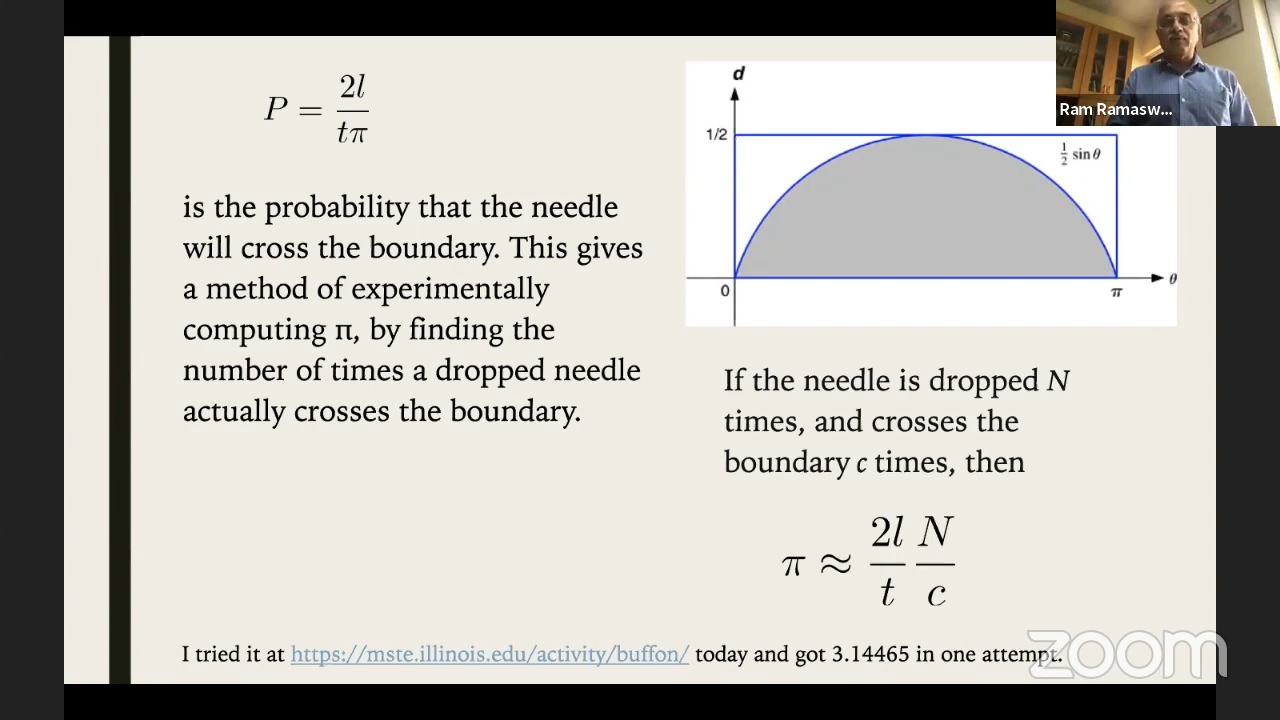 P = 2l / tπ
is the probability that the needle
will cross the boundary. This gives
a method of experimentally
computing π, by finding the
number of times a dropped needle
actually crosses the boundary.
d
1/2
½ sin θ
0
π
θ
Ram Ramasw...
If the needle is dropped N
times, and crosses the
boundary c times, then
π ≈ 2l/t N/c
I tried it at https://mste.illinois.edu/activity/buffon/ today and got 3.14465 in one attempt.
zoom